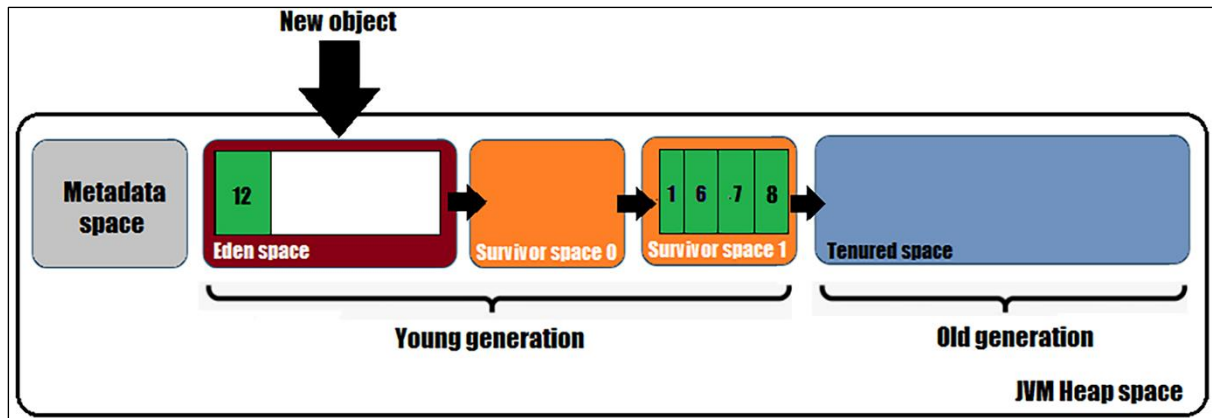 New object
Metadata
space
12
Eden space
Survivor space 0
1 6 .7 8
Survivor space 1
Tenured space
Young generation
Old generation
JVM Heap space